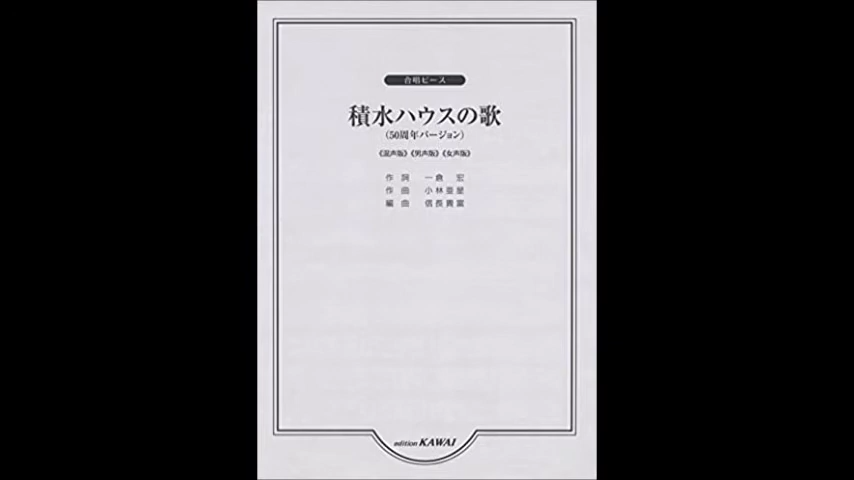 合唱ピース
積水ハウスの歌
(50周年バージョン)
《混声版》《男声版》《女声版》
作詞 一倉 宏
作曲 小林亜星
編曲 信長貴富
edition KAWAI